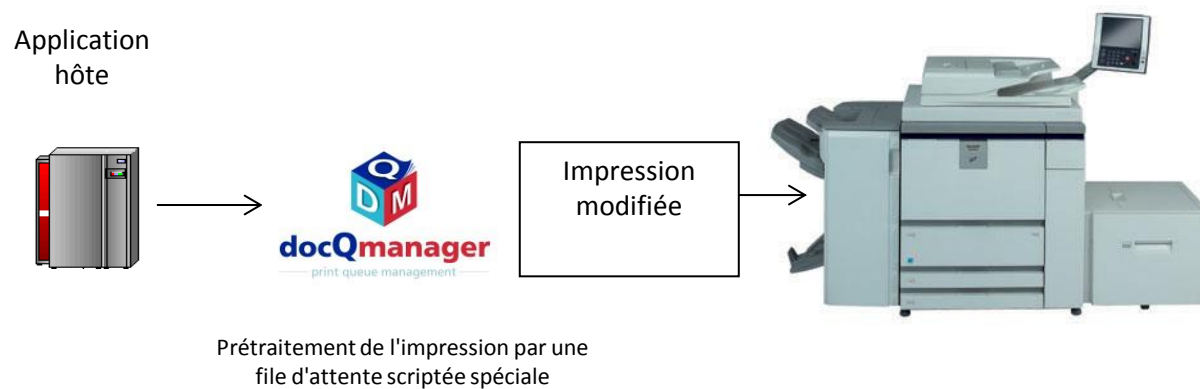 Application
hôte
Q
D M
docQmanager
print queue management
Impression
modifiée
Prétraitement de l'impression par une
file d'attente scriptée spéciale